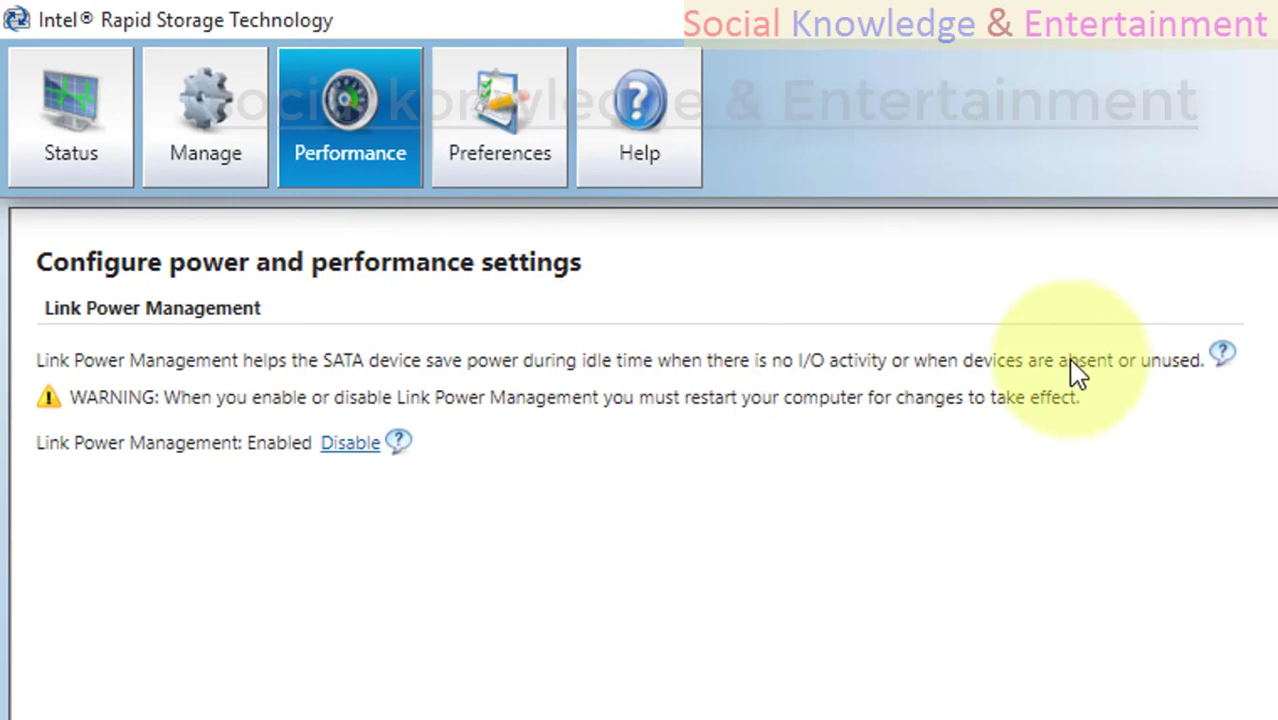 Intel® Rapid Storage Technology
Social Knowledge & Entertainment
Social konwledge & Entertainment
Status
Manage
Performance
Preferences
Help
Configure power and performance settings
Link Power Management
Link Power Management helps the SATA device save power during idle time when there is no I/O activity or when devices are absent or unused.
WARNING: When you enable or disable Link Power Management you must restart your computer for changes to take effect.
Link Power Management: Enabled Disable